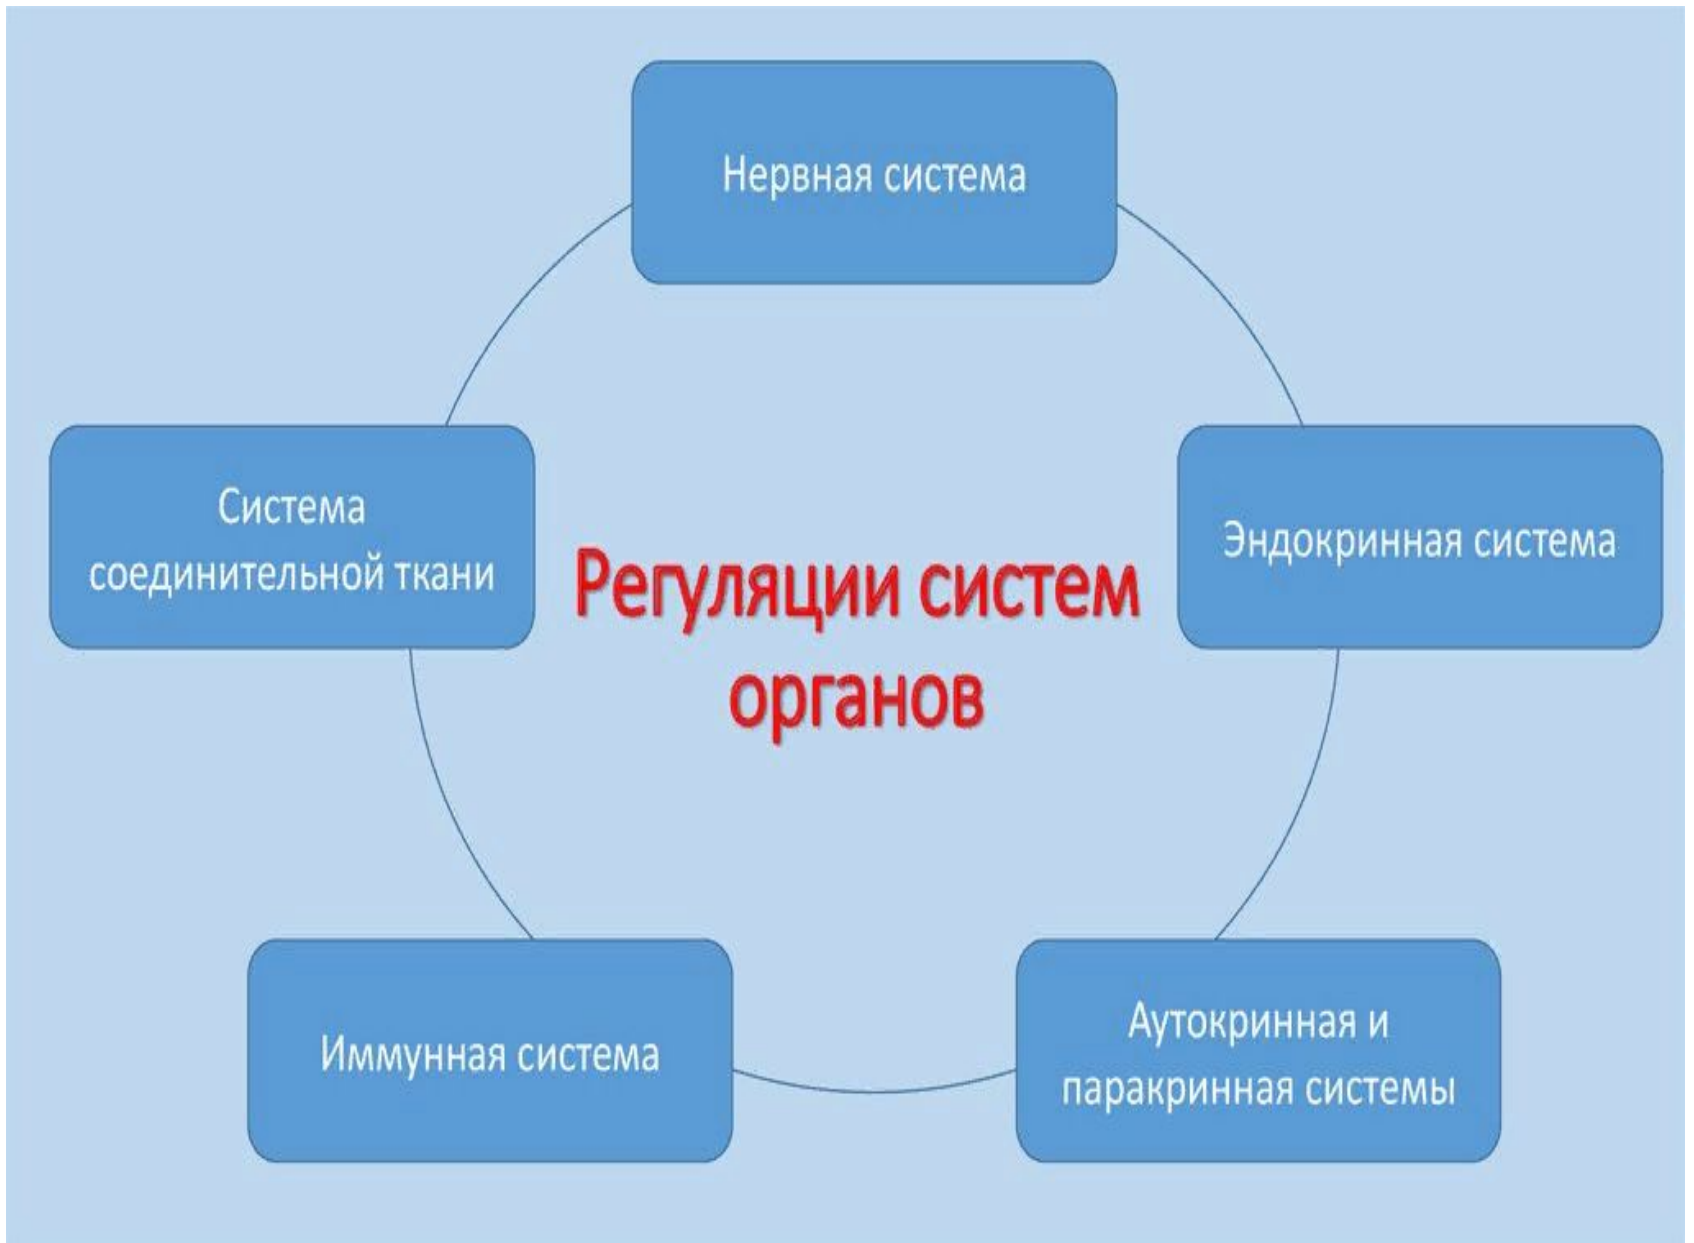 Нервная система
Эндокринная система
Аутокринная и
паракринная системы
Иммунная система
Система
соединительной ткани
Регуляции систем
органов